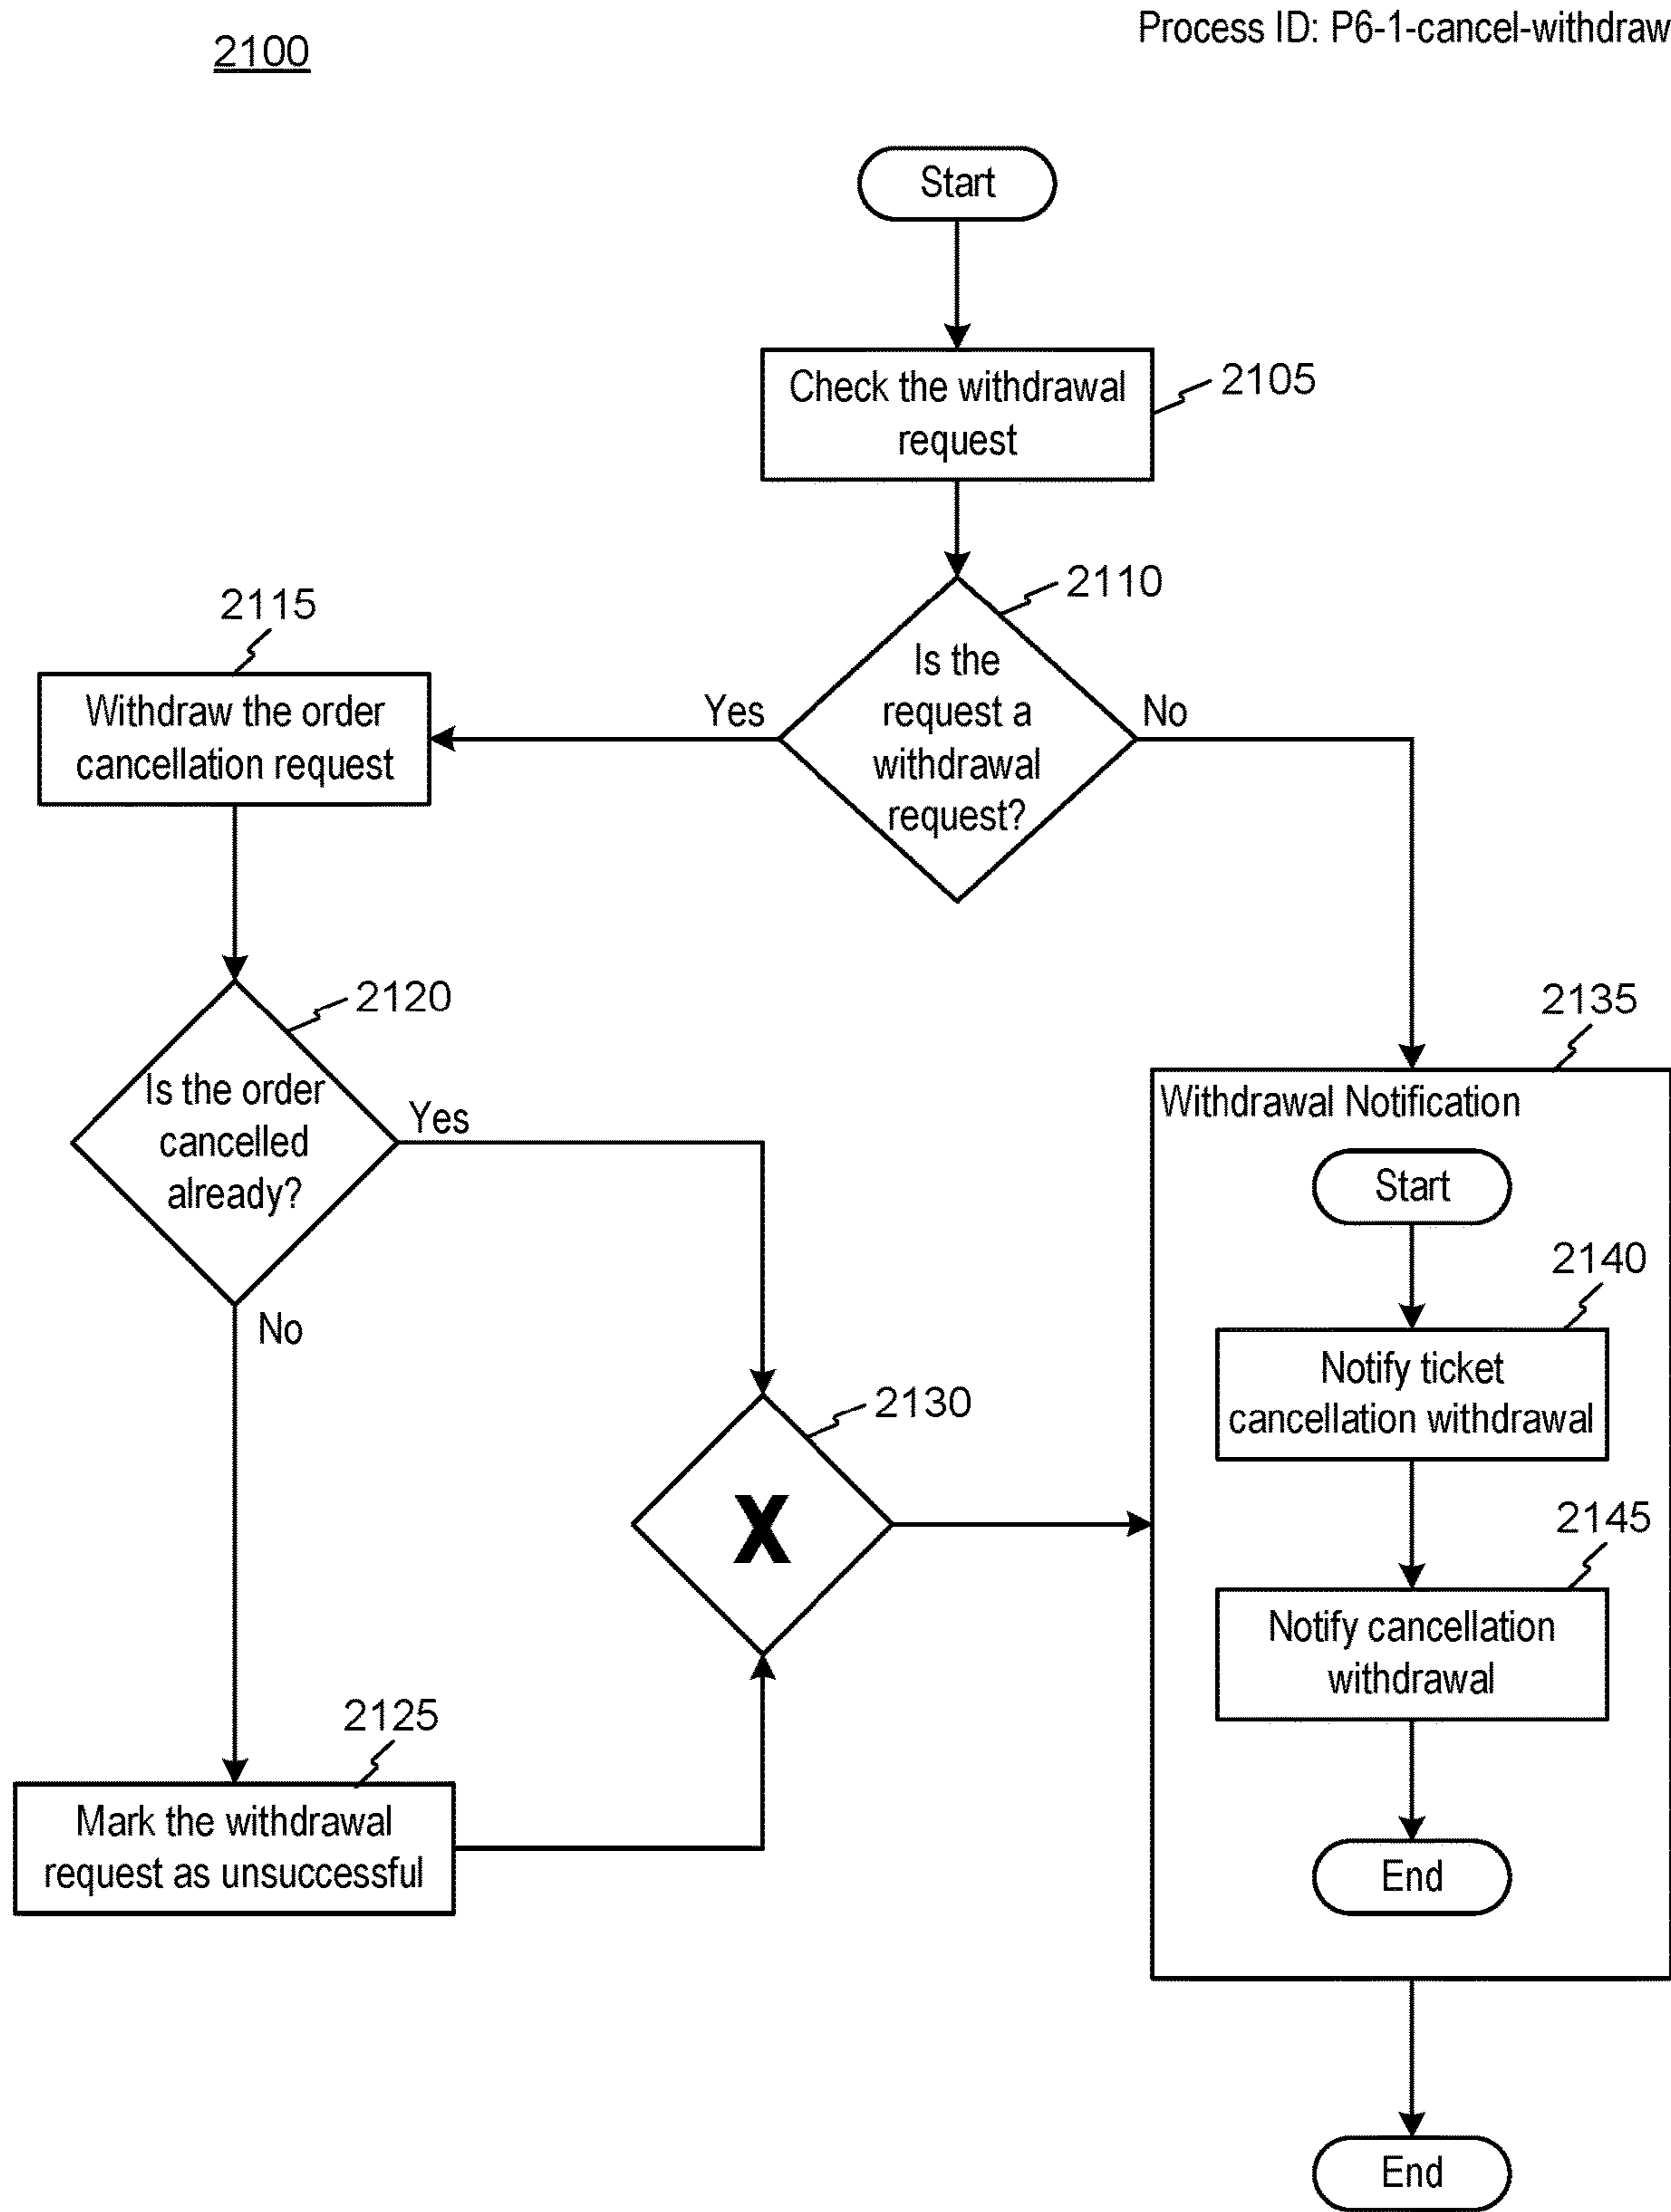 Process ID: P6-1-cancel-withdraw
2100
Start
Check the withdrawal
request
2105
2110
Is the
request a
withdrawal
request?
Yes
No
2115
Withdraw the order
cancellation request
2120
Is the order
cancelled
already?
Yes
No
2125
Mark the withdrawal
request as unsuccessful
2130
X
2135
Withdrawal Notification
Start
2140
Notify ticket
cancellation withdrawal
2145
Notify cancellation
withdrawal
End
End